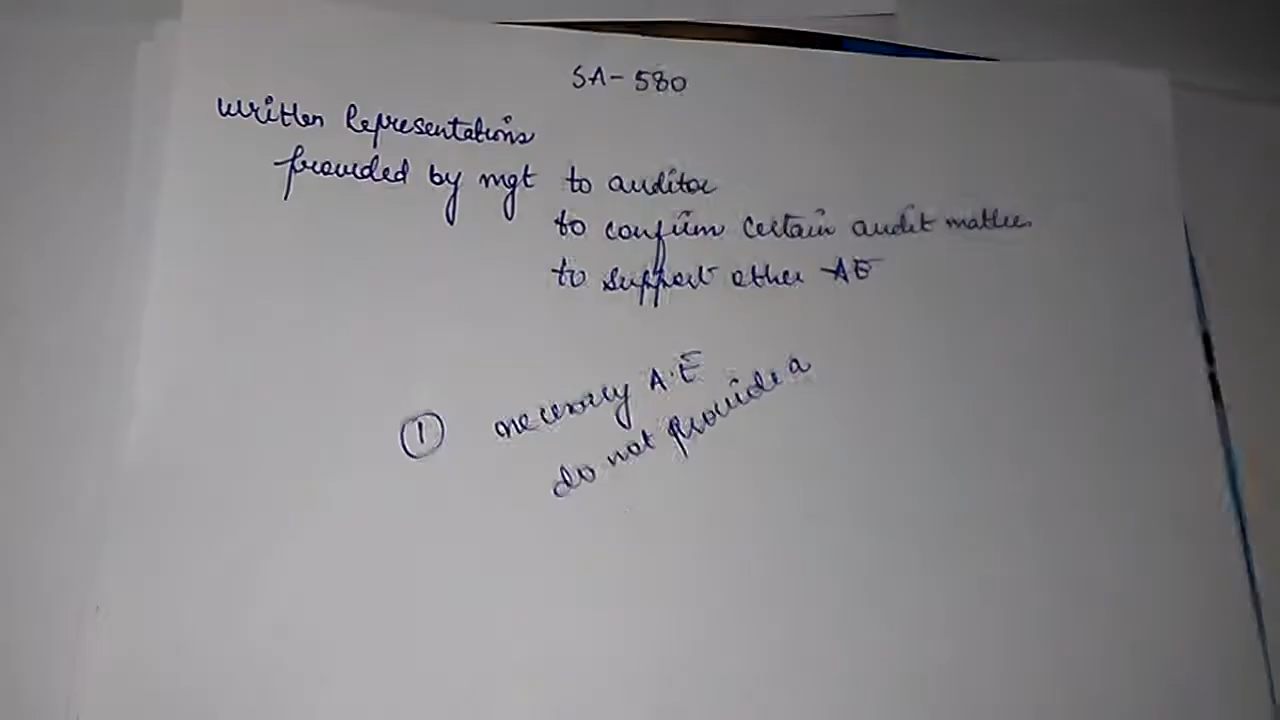 SA-580
Written Representations
provided by mgt to auditor
to confirm certain audit matter
to support other AE
① necessary A.E
do not provide a